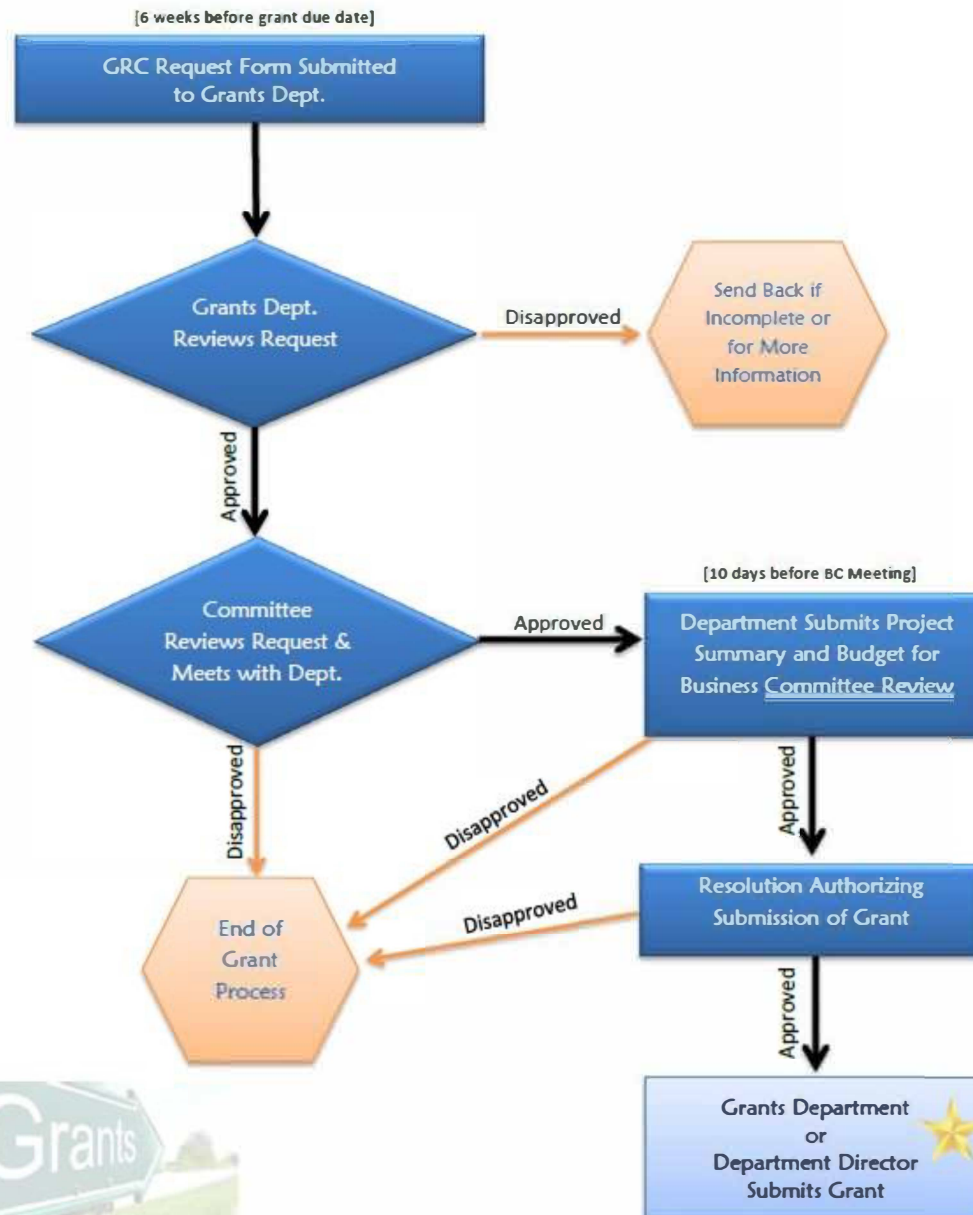 [6 weeks before grant due date]
GRC Request Form Submitted
to Grants Dept.
Grants Dept.
Reviews Request
Disapproved
Send Back if
Incomplete or
for More
Information
Approved
Committee
Reviews Request &
Meets with Dept.
Approved
[10 days before BC Meeting]
Department Submits Project
Summary and Budget for
Business Committee Review
Disapproved
Disapproved
Approved
Resolution Authorizing
Submission of Grant
Disapproved
End of
Grant
Process
Approved
Grants Department
or
Department Director
Submits Grant
Grants